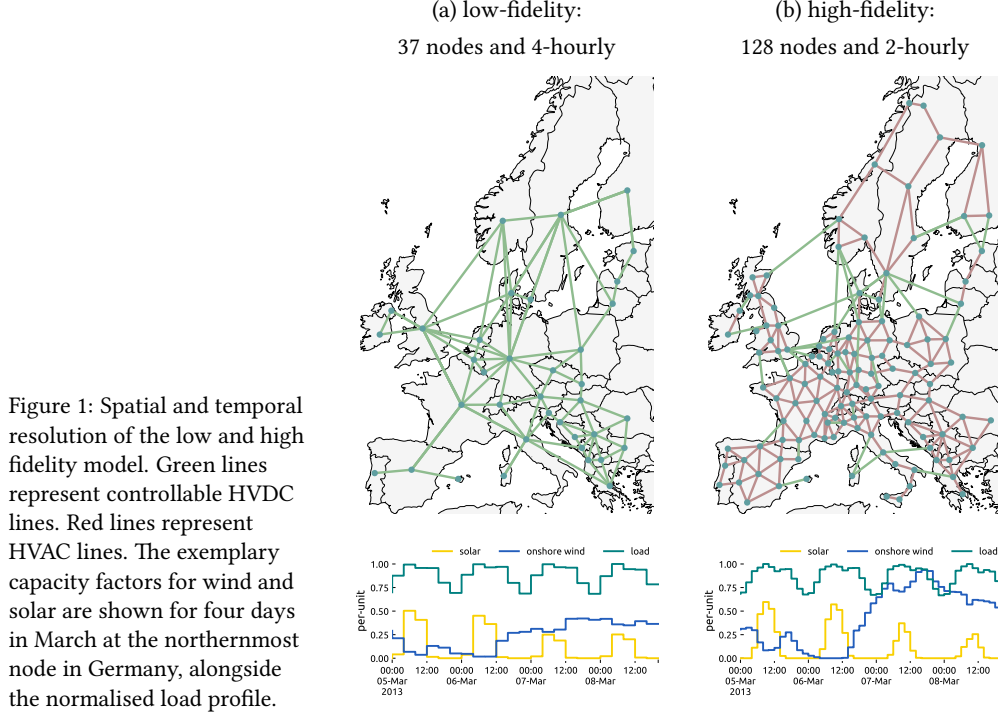 (a) low-fidelity:
37 nodes and 4-hourly
(b) high-fidelity:
128 nodes and 2-hourly
Figure 1: Spatial and temporal
resolution of the low and high
fidelity model. Green lines
represent controllable HVDC
lines. Red lines represent
HVAC lines. The exemplary
capacity factors for wind and
solar are shown for four days
in March at the northernmost
node in Germany, alongside
the normalised load profile.
solar onshore wind load
per-unit
1.00
0.75
0.50
0.25
0.00
00:00 12:00 00:00 12:00 00:00 12:00 00:00 12:00
05-Mar 06-Mar 07-Mar 08-Mar
2013
solar onshore wind load
per-unit
1.00
0.75
0.50
0.25
0.00
00:00 12:00 00:00 12:00 00:00 12:00 00:00 12:00
05-Mar 06-Mar 07-Mar 08-Mar
2013